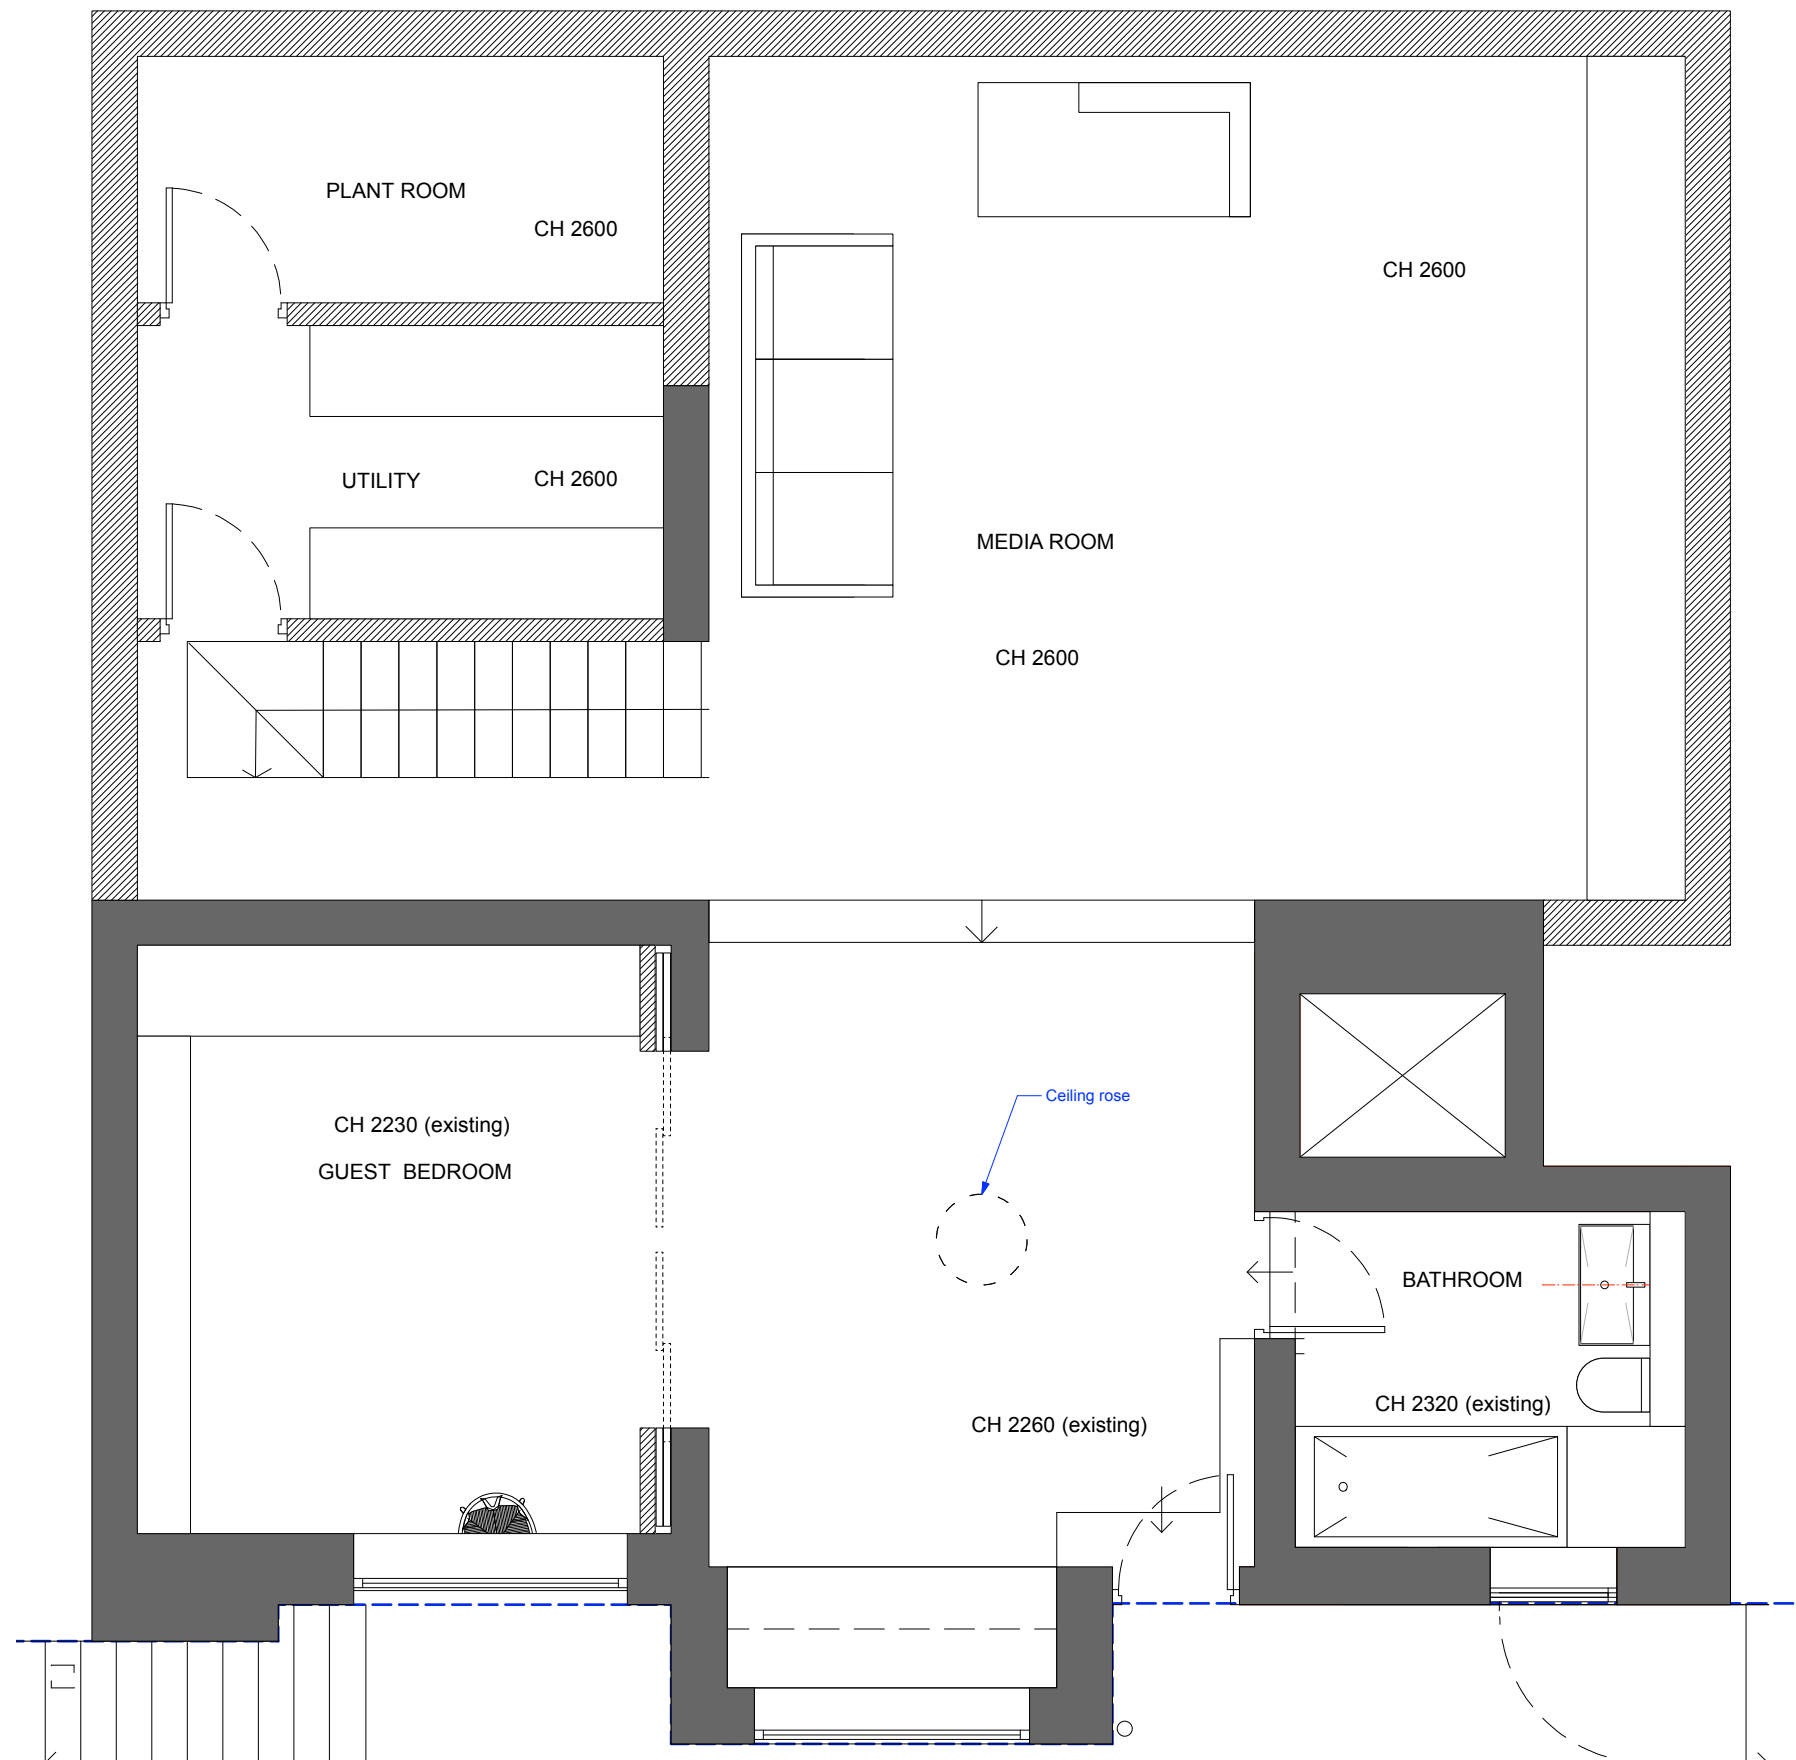 PLANT ROOM
CH 2600
CH 2600
UTILITY
CH 2600
MEDIA ROOM
CH 2600
Ceiling rose
CH 2230 (existing)
GUEST BEDROOM
BATHROOM
CH 2320 (existing)
CH 2260 (existing)